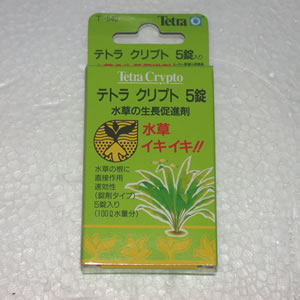 Tetra
テトラ クリプト 5錠入り
Tetra Crypto
テトラ クリプト 5錠
水草の生長促進剤
水草
イキイキ!!
水草の根に
直接作用
速効性
(錠剤タイプ)
5錠入り
(100ℓ水量分)